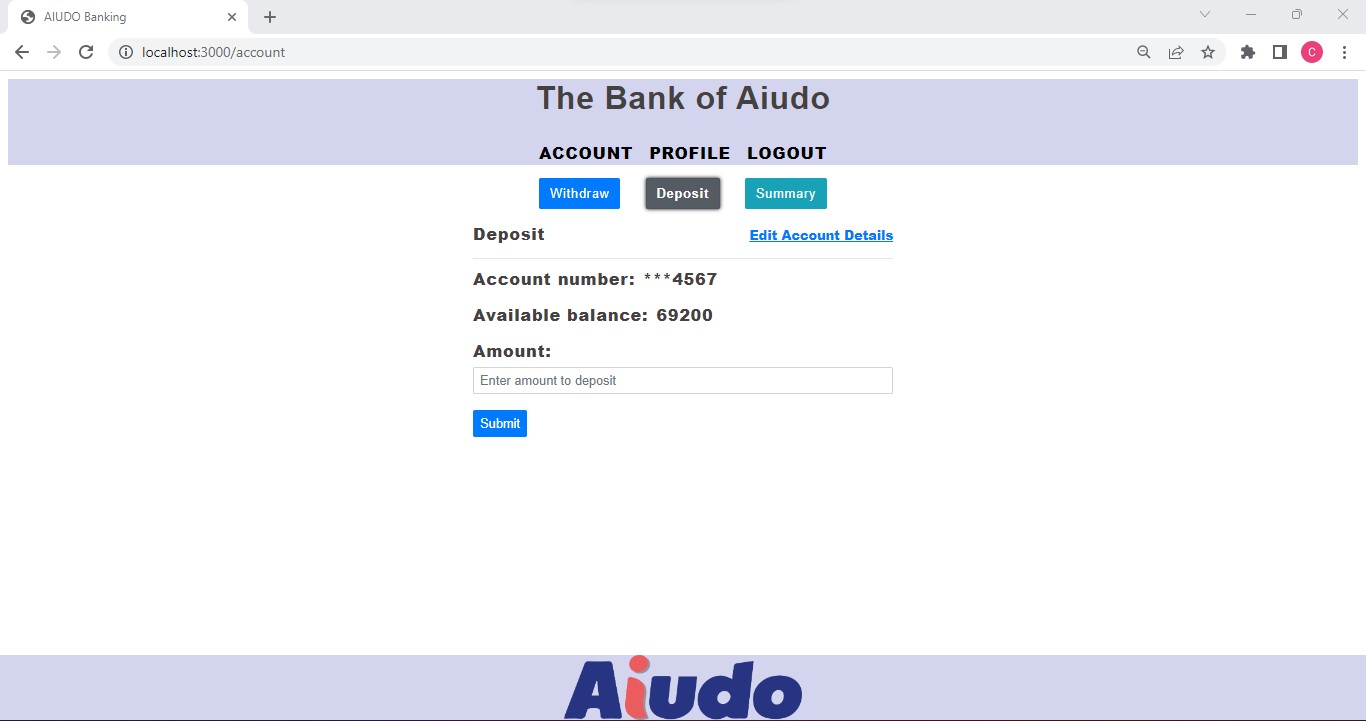 AIUDO Banking
localhost:3000/account
C
The Bank of Aiudo
ACCOUNT PROFILE LOGOUT
Withdraw Deposit Summary
Deposit Edit Account Details
Account number: ***4567
Available balance: 69200
Amount:
Enter amount to deposit
Submit
Aiudo